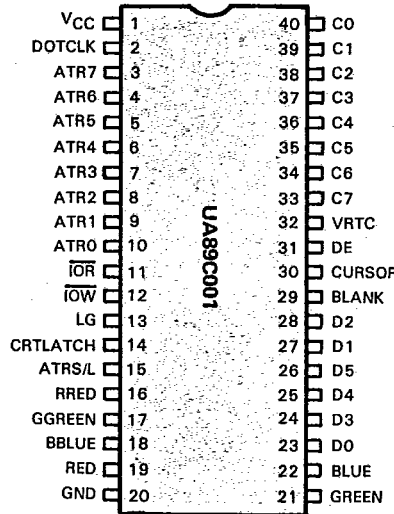 VCC 1 40 C0
DOTCLK 2 39 C1
ATR7 3 38 C2
ATR6 4 37 C3
ATR5 5 36 C4
ATR4 6 35 C5
ATR3 7 34 C6
ATR2 8 33 C7
ATR1 9 32 VRTC
ATR0 10 31 DE
IOR 11 30 CURSOR
IOW 12 29 BLANK
LG 13 28 D2
CRTLATCH 14 27 D1
ATRS/L 15 26 D5
RRED 16 25 D4
GGREEN 17 24 D3
BBLUE 18 23 D0
RED 19 22 BLUE
GND 20 21 GREEN
UA89C001